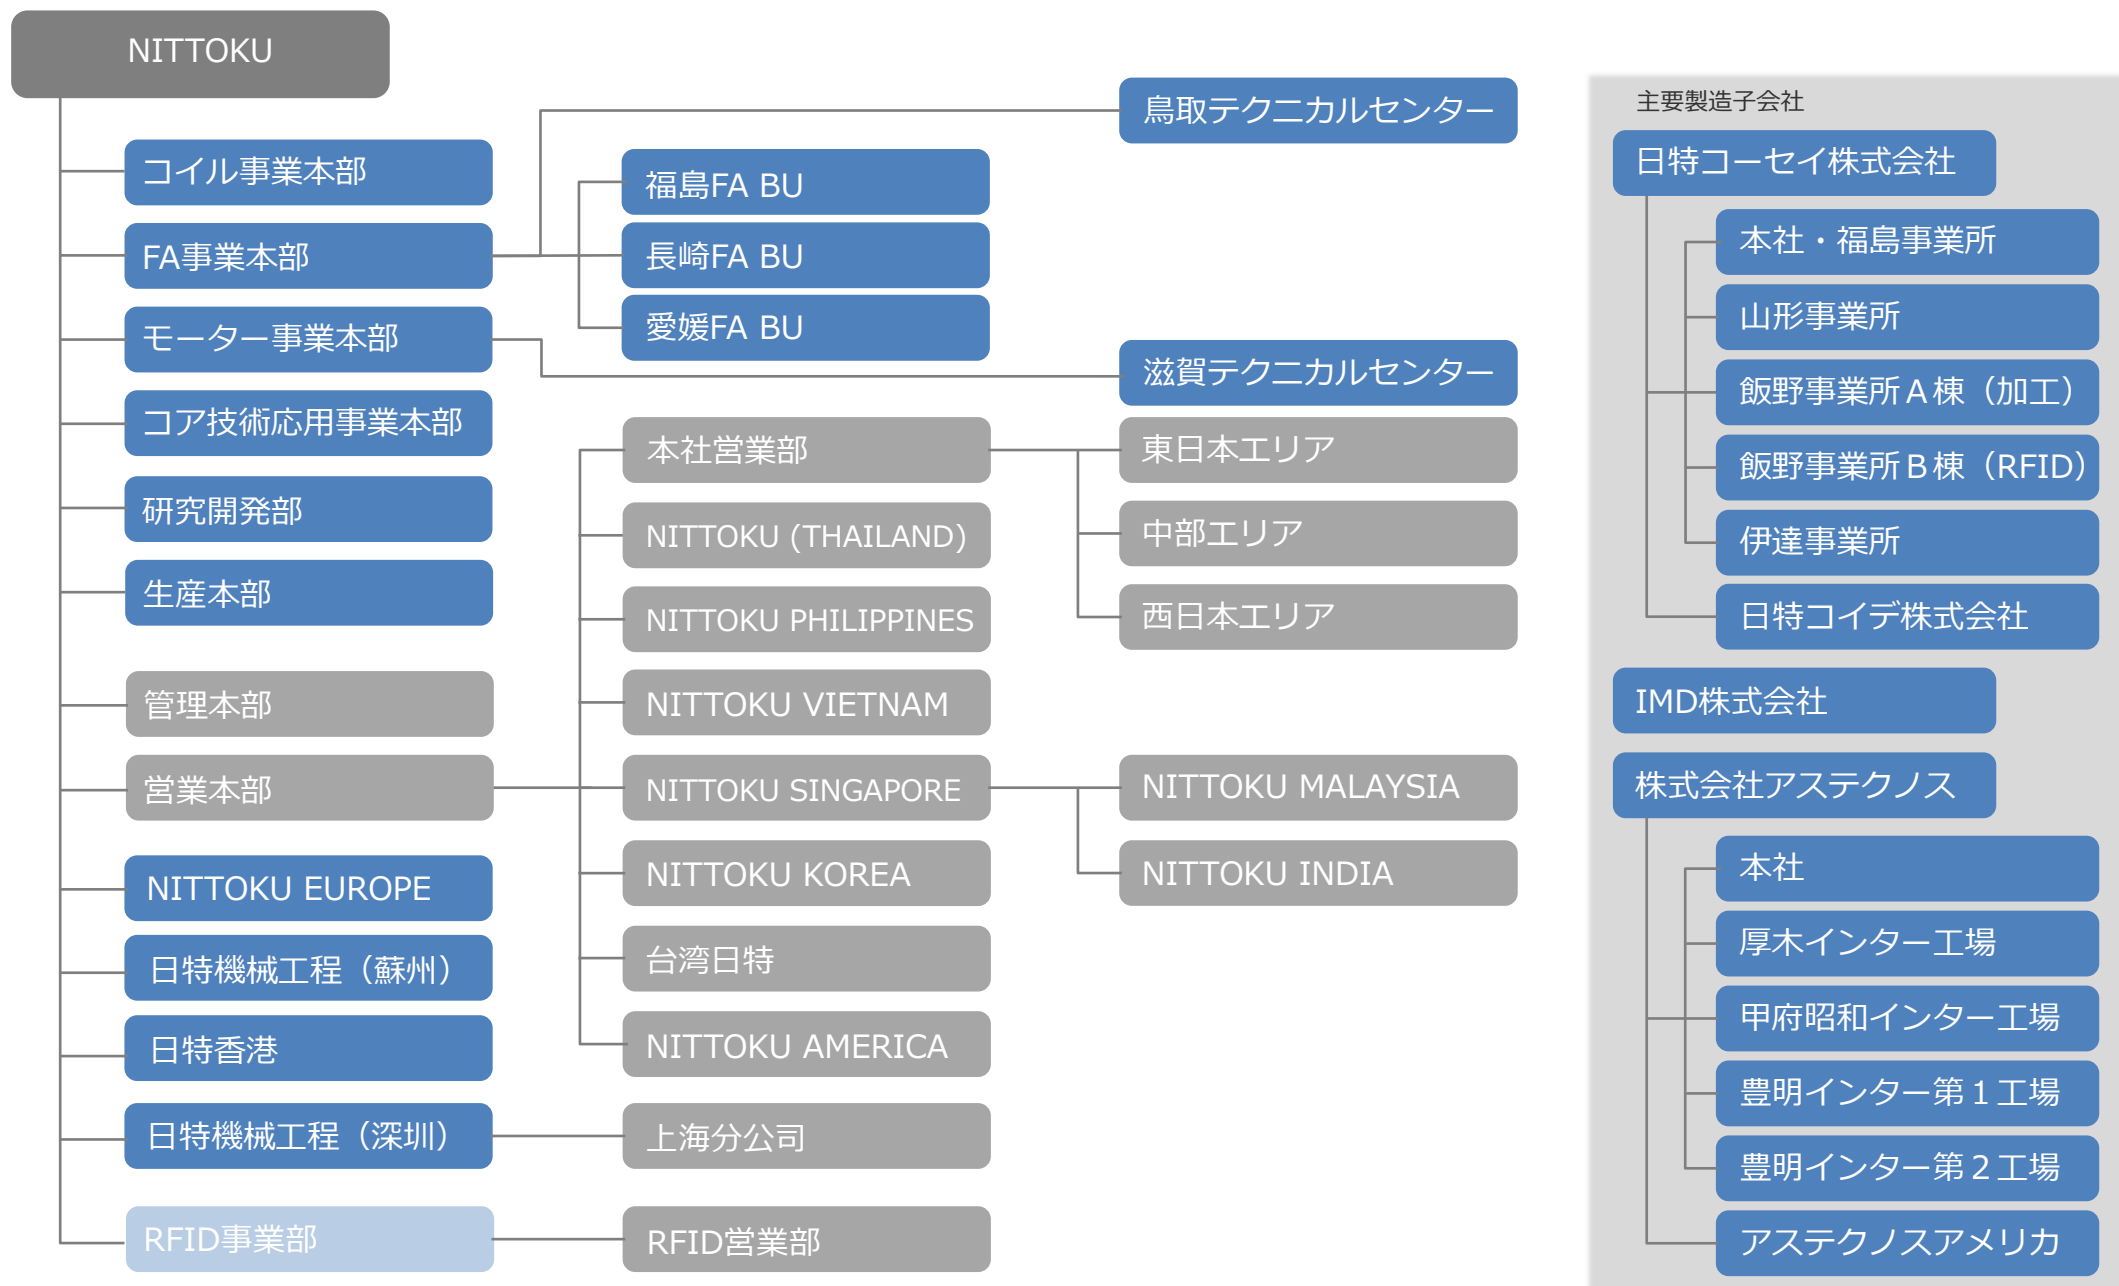 NITTOKU
コイル事業本部
FA事業本部
モーター事業本部
コア技術応用事業本部
研究開発部
生産本部
管理本部
営業本部
NITTOKU EUROPE
日特機械工程（蘇州）
日特香港
日特機械工程（深圳）
RFID事業部
福島FA BU
長崎FA BU
愛媛FA BU
本社営業部
NITTOKU (THAILAND)
NITTOKU PHILIPPINES
NITTOKU VIETNAM
NITTOKU SINGAPORE
NITTOKU KOREA
台湾日特
NITTOKU AMERICA
上海分公司
RFID営業部
鳥取テクニカルセンター
滋賀テクニカルセンター
東日本エリア
中部エリア
西日本エリア
NITTOKU MALAYSIA
NITTOKU INDIA
主要製造子会社
日特コーセイ株式会社
本社・福島事業所
山形事業所
飯野事業所Ａ棟（加工）
飯野事業所Ｂ棟（RFID）
伊達事業所
日特コイデ株式会社
IMD株式会社
株式会社アステクノス
本社
厚木インター工場
甲府昭和インター工場
豊明インター第１工場
豊明インター第２工場
アステクノスアメリカ